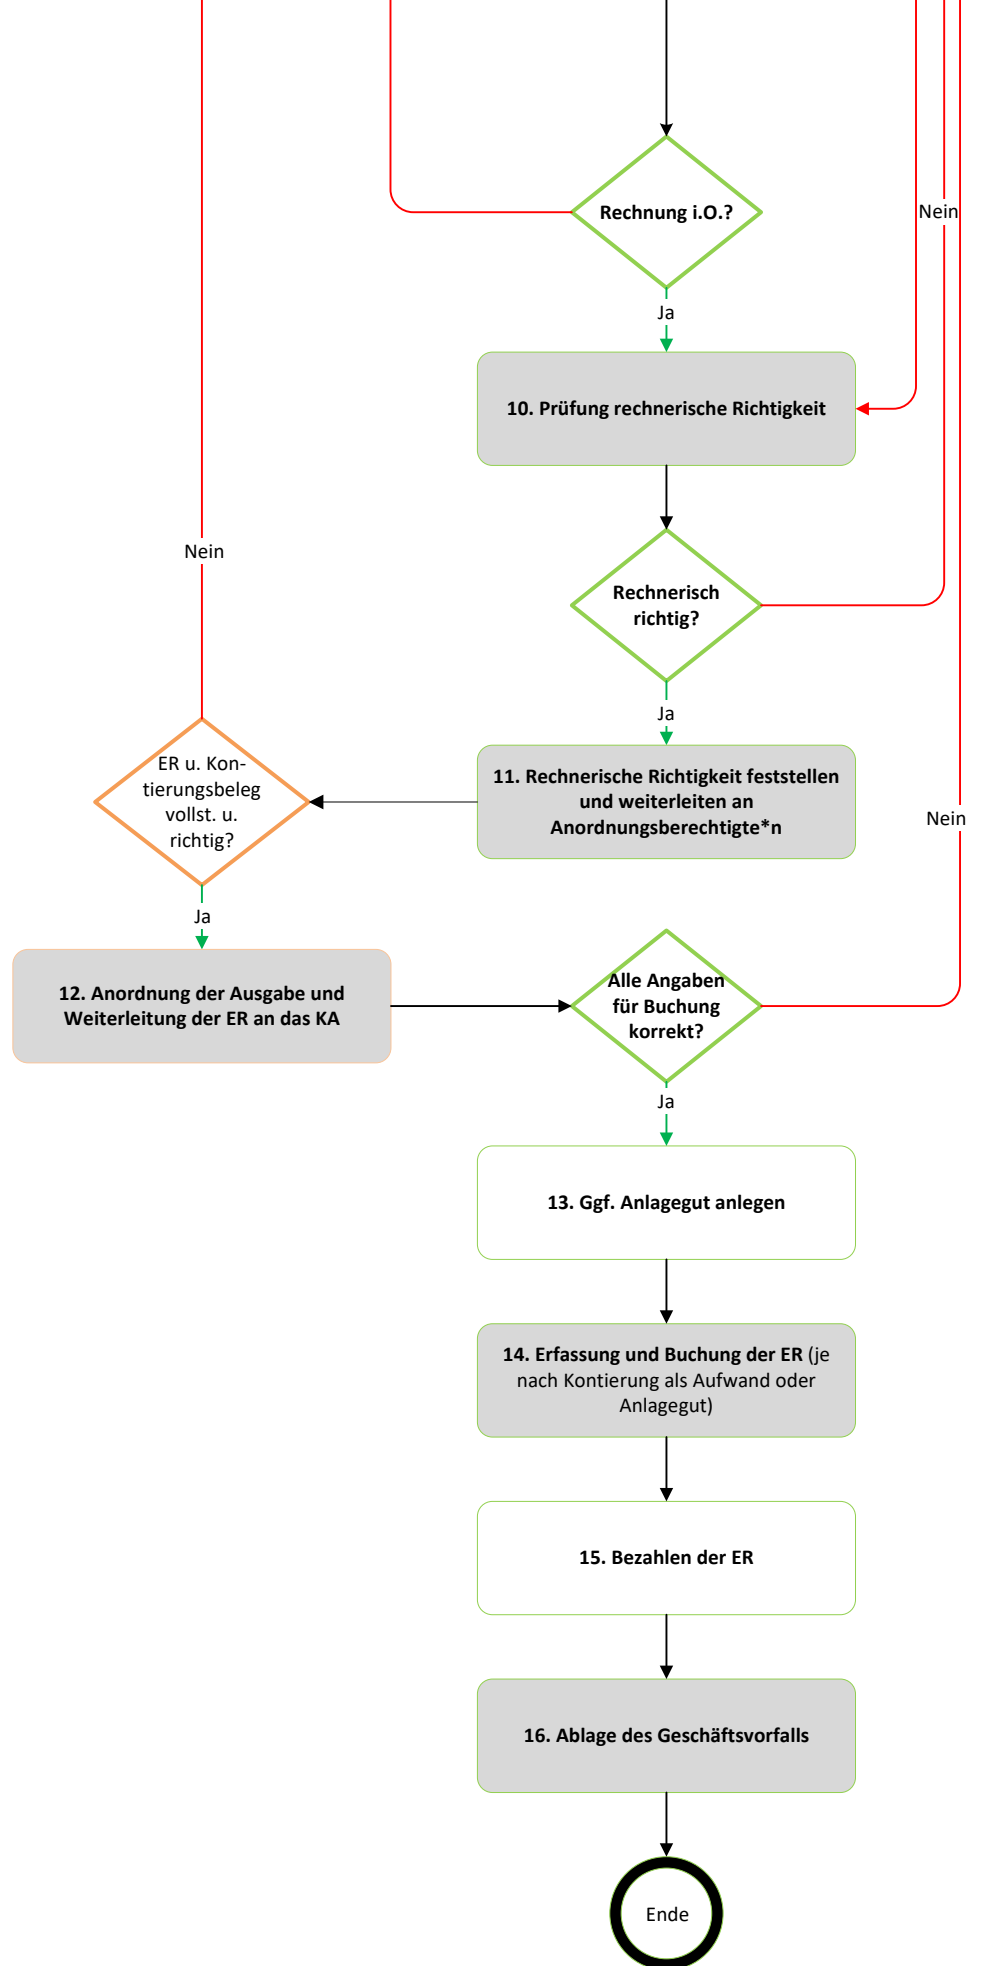 Rechnung i.O.?
Nein
Ja
10. Prüfung rechnerische Richtigkeit
Nein
Rechnerisch
richtig?
Ja
11. Rechnerische Richtigkeit feststellen
und weiterleiten an
Anordnungsberechtigte*n
ER u. Kon-
tierungsbeleg
vollst. u.
richtig?
Nein
Ja
12. Anordnung der Ausgabe und
Weiterleitung der ER an das KA
Alle Angaben
für Buchung
korrekt?
Ja
13. Ggf. Anlagegut anlegen
14. Erfassung und Buchung der ER (je
nach Kontierung als Aufwand oder
Anlagegut)
15. Bezahlen der ER
16. Ablage des Geschäftsvorfalls
Ende